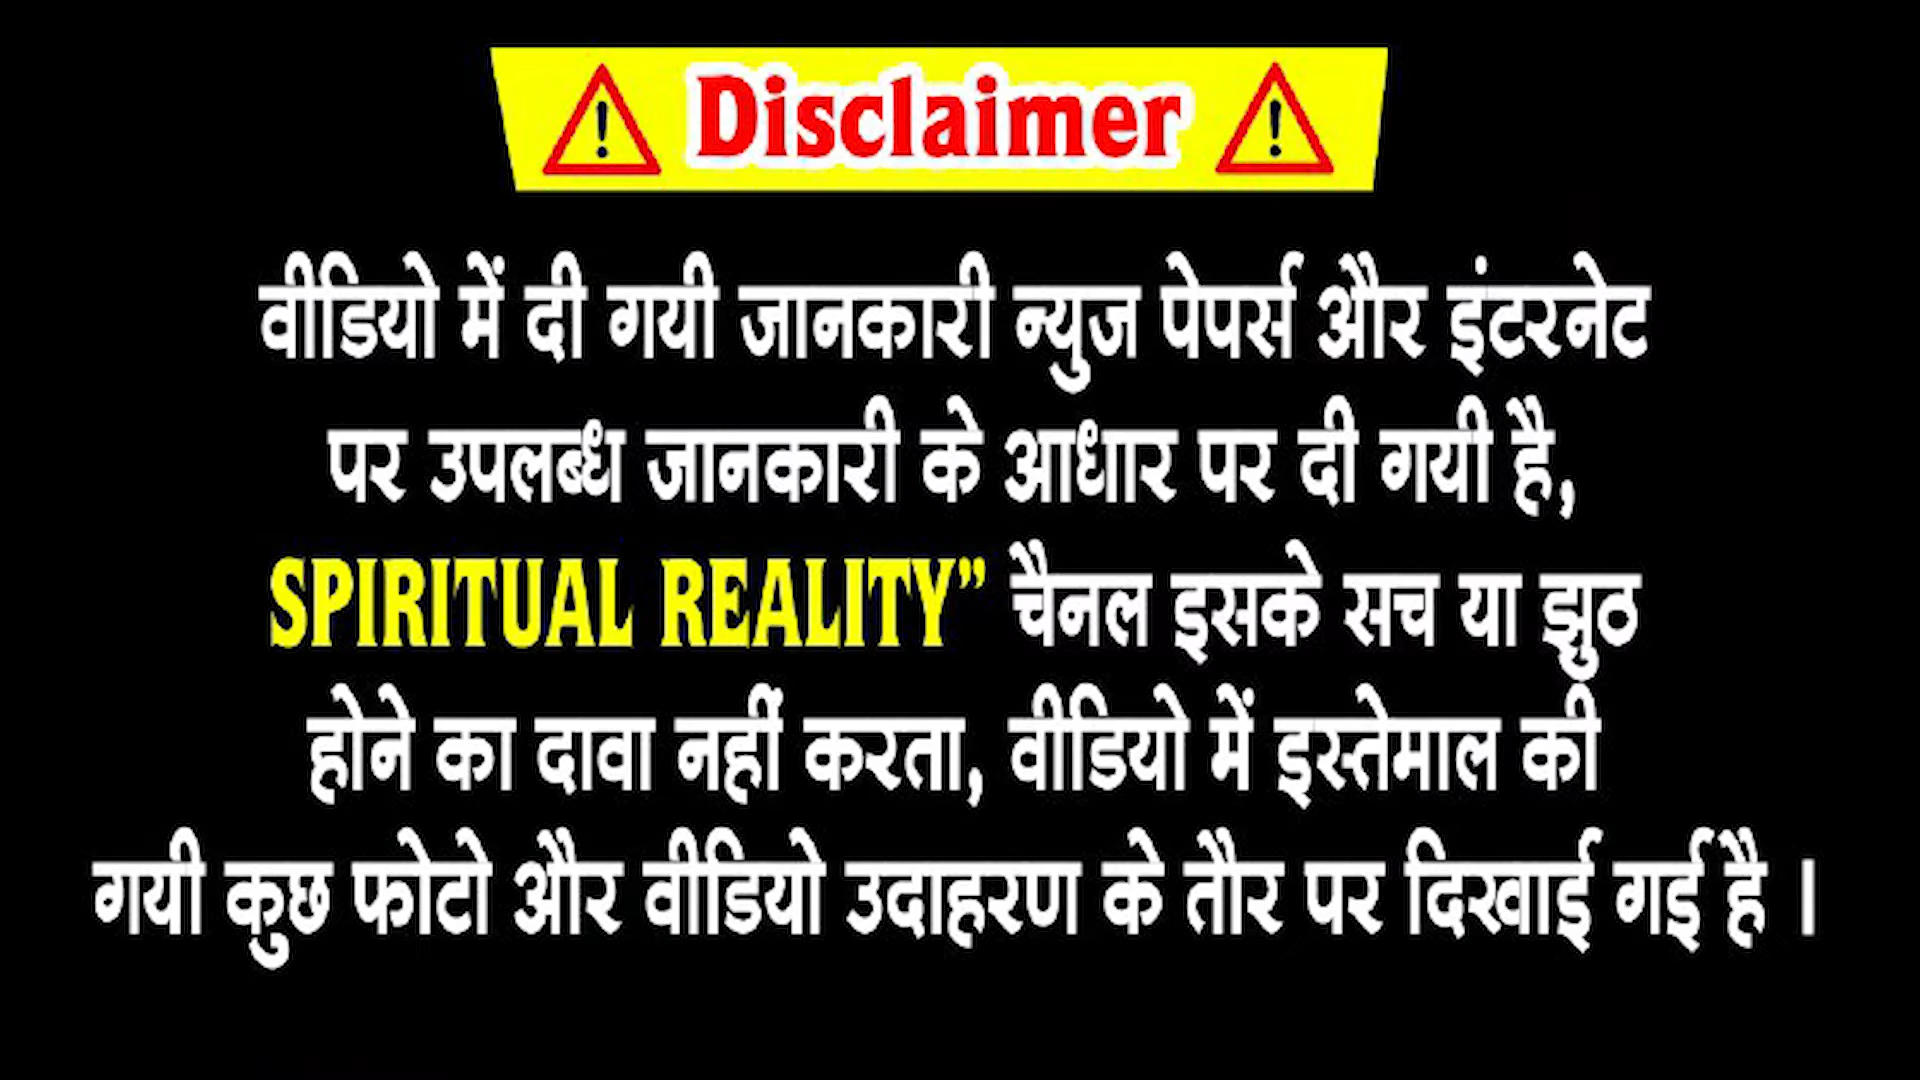 Disclaimer
वीडियो में दी गयी जानकारी न्युज पेपर्स और इंटरनेट
पर उपलब्ध जानकारी के आधार पर दी गयी है,
SPIRITUAL REALITY” चैनल इसके सच या झुठ
होने का दावा नहीं करता, वीडियो में इस्तेमाल की
गयी कुछ फोटो और वीडियो उदाहरण के तौर पर दिखाई गई है ।